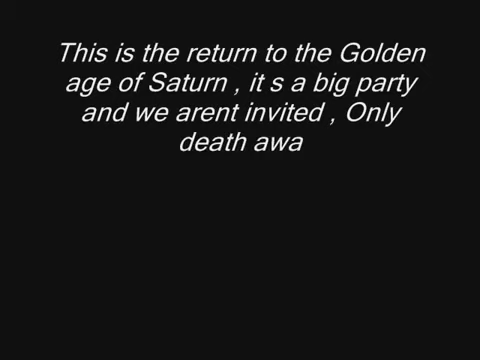 This is the return to the Golden
age of Saturn , it s a big party
and we arent invited , Only
death awa